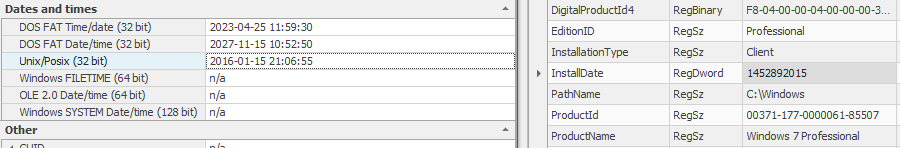 Dates and times
DOS FAT Time/date (32 bit) 2023-04-25 11:59:30
DOS FAT Date/time (32 bit) 2027-11-15 10:52:50
Unix/Posix (32 bit) 2016-01-15 21:06:55
Windows FILETIME (64 bit) n/a
OLE 2.0 Date/time (64 bit) n/a
Windows SYSTEM Date/time (128 bit) n/a
Other
GUID n/a
DigitalProductId4 RegBinary F8-04-00-00-04-00-00-00-3...
EditionID RegSz Professional
InstallationType RegSz Client
InstallDate RegDword 1452892015
PathName RegSz C:\Windows
ProductId RegSz 00371-177-0000061-85507
ProductName RegSz Windows 7 Professional